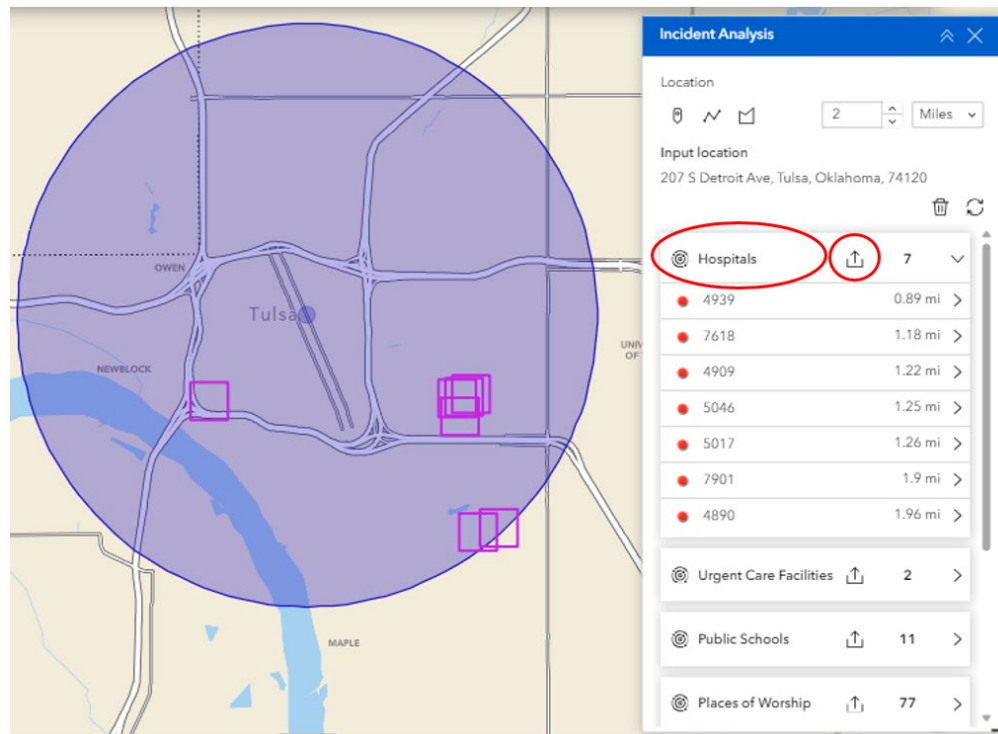 Incident Analysis
Location
2
Miles
Input location
207 S Detroit Ave, Tulsa, Oklahoma, 74120
Hospitals 7
4939 0.89 mi
7618 1.18 mi
4909 1.22 mi
5046 1.25 mi
5017 1.26 mi
7901 1.9 mi
4890 1.96 mi
Urgent Care Facilities 2
Public Schools 11
Places of Worship 77
OWEN
Tulsa
NEWBLOCK
UNIV
OF
MAPLE